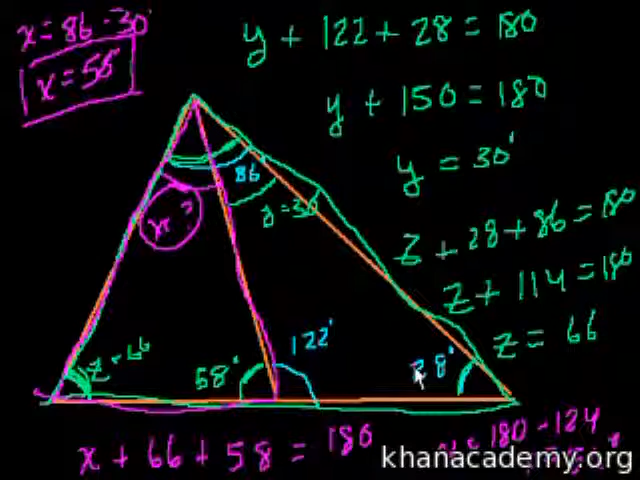 x = 86 - 30°
x = 56°
y + 122 + 28 = 180
y + 150 = 180
y = 30°
z + 28 + 86 = 180
z + 114 = 180
z = 66
86
x ?
y = 30
z = 66
58°
122°
28°
x + 66 + 58 = 180
180 - 124
khanacademy.org